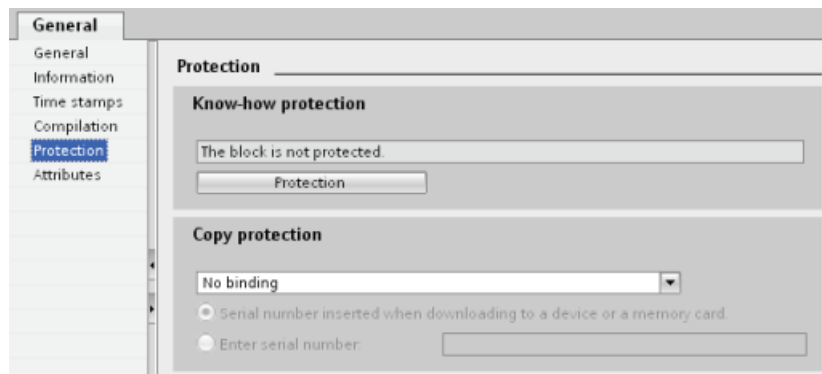 General
General
Information
Time stamps
Compilation
Protection
Attributes
Protection
Know-how protection
The block is not protected.
Protection
Copy protection
No binding
Serial number inserted when downloading to a device or a memory card.
Enter serial number: